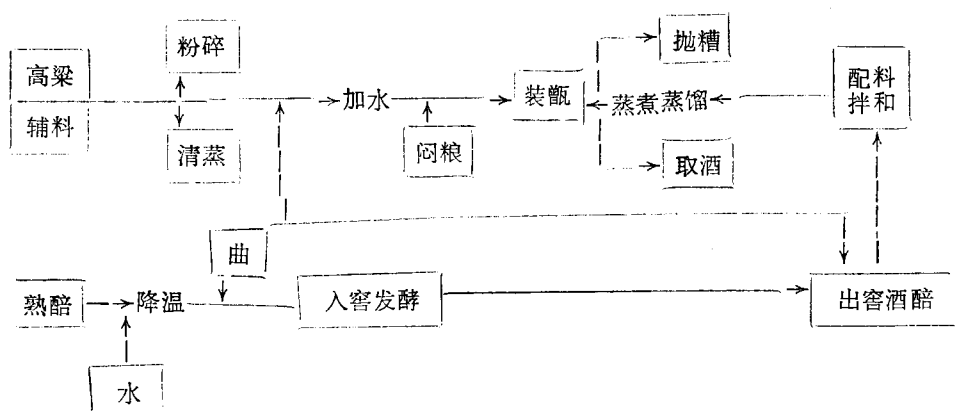 粉碎
抛糟
高粱
配料
拌和
加水
装甑
蒸煮蒸馏
辅料
清蒸
闷粮
取酒
曲
熟醅
降温
入窖发酵
出窖酒醅
水